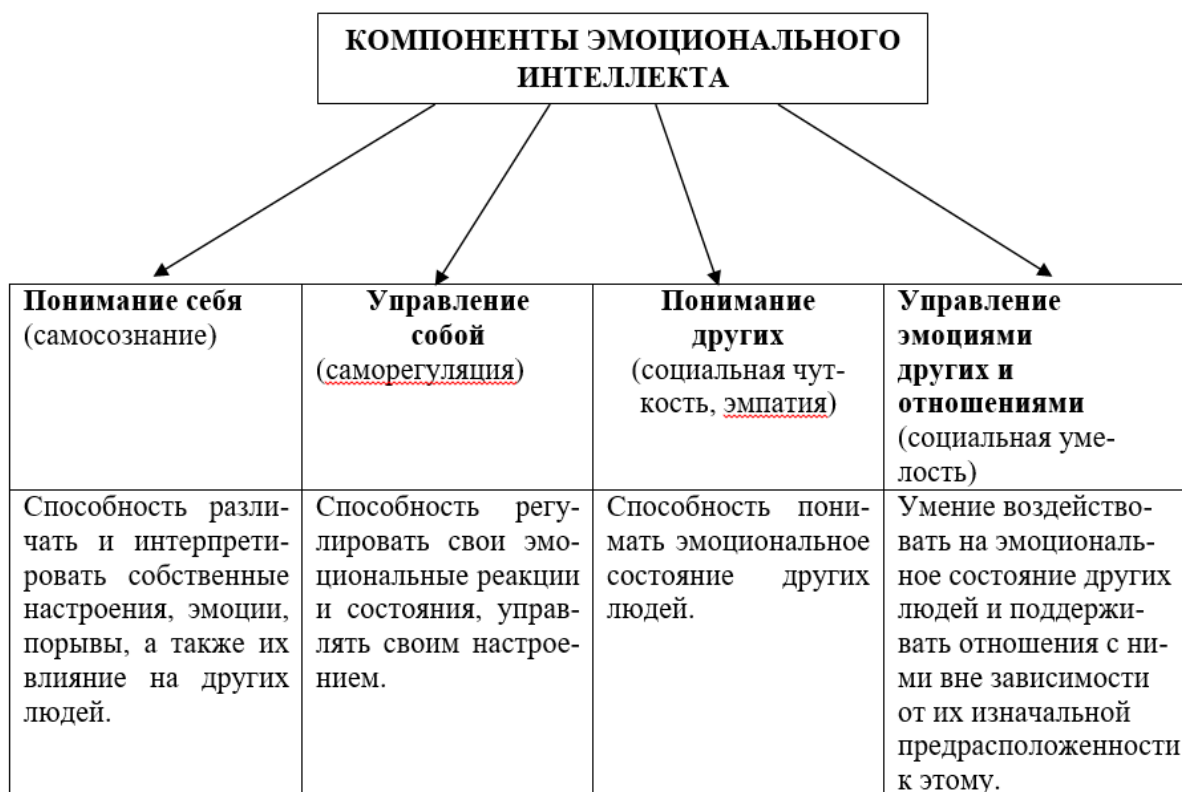 КОМПОНЕНТЫ ЭМОЦИОНАЛЬНОГО
ИНТЕЛЛЕКТА
Понимание себя
(самосознание)
Управление
собой
(саморегуляция)
Понимание
других
(социальная чут-
кость, эмпатия)
Управление
эмоциями
других и
отношениями
(социальная уме-
лость)
Способность разли-
чать и интерпрети-
ровать собственные
настроения, эмоции,
порывы, а также их
влияние на других
людей.
Способность регу-
лировать свои эмо-
циональные реакции
и состояния, управ-
лять своим настрое-
нием.
Способность пони-
мать эмоциональное
состояние других
людей.
Умение воздейство-
вать на эмоциональ-
ное состояние других
людей и поддержи-
вать отношения с ни-
ми вне зависимости
от их изначальной
предрасположенности
к этому.